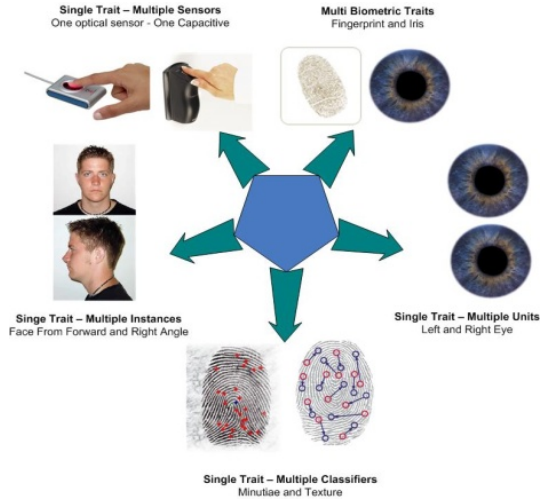 Single Trait – Multiple Sensors
One optical sensor - One Capacitive
Multi Biometric Traits
Fingerprint and Iris
Singe Trait – Multiple Instances
Face From Forward and Right Angle
Single Trait – Multiple Units
Left and Right Eye
Single Trait – Multiple Classifiers
Minutiae and Texture